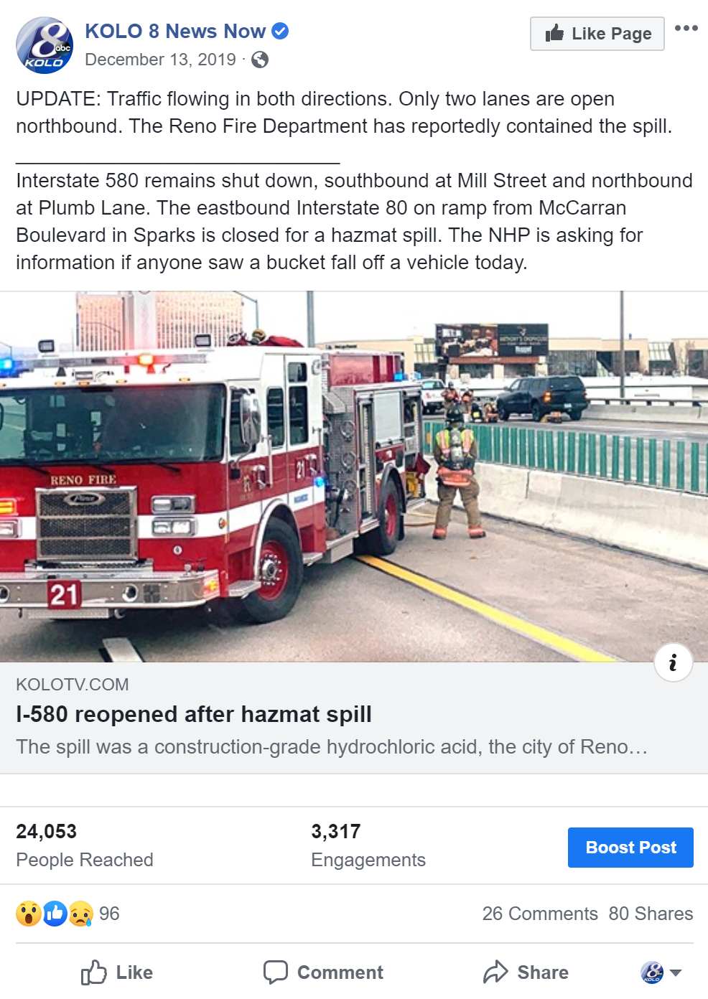 8
abc
KOLO
KOLO 8 News Now
Like Page
December 13, 2019 ·
UPDATE: Traffic flowing in both directions. Only two lanes are open
northbound. The Reno Fire Department has reportedly contained the spill.
Interstate 580 remains shut down, southbound at Mill Street and northbound
at Plumb Lane. The eastbound Interstate 80 on ramp from McCarran
Boulevard in Sparks is closed for a hazmat spill. The NHP is asking for
information if anyone saw a bucket fall off a vehicle today.
RENO FIRE
Pierce
21
21
KOLOTV.COM
I-580 reopened after hazmat spill
The spill was a construction-grade hydrochloric acid, the city of Reno…
24,053
People Reached
3,317
Engagements
Boost Post
96
26 Comments 80 Shares
Like
Comment
Share
8
KOLO